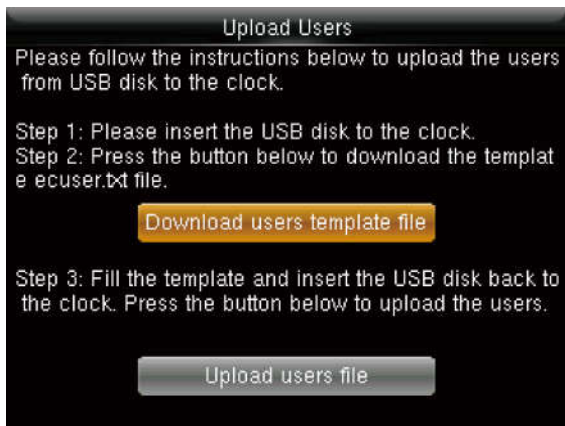 Upload Users
Please follow the instructions below to upload the users
from USB disk to the clock.
Step 1: Please insert the USB disk to the clock.
Step 2: Press the button below to download the templat
e ecuser.txt file.
Download users template file
Step 3: Fill the template and insert the USB disk back to
the clock. Press the button below to upload the users.
Upload users file